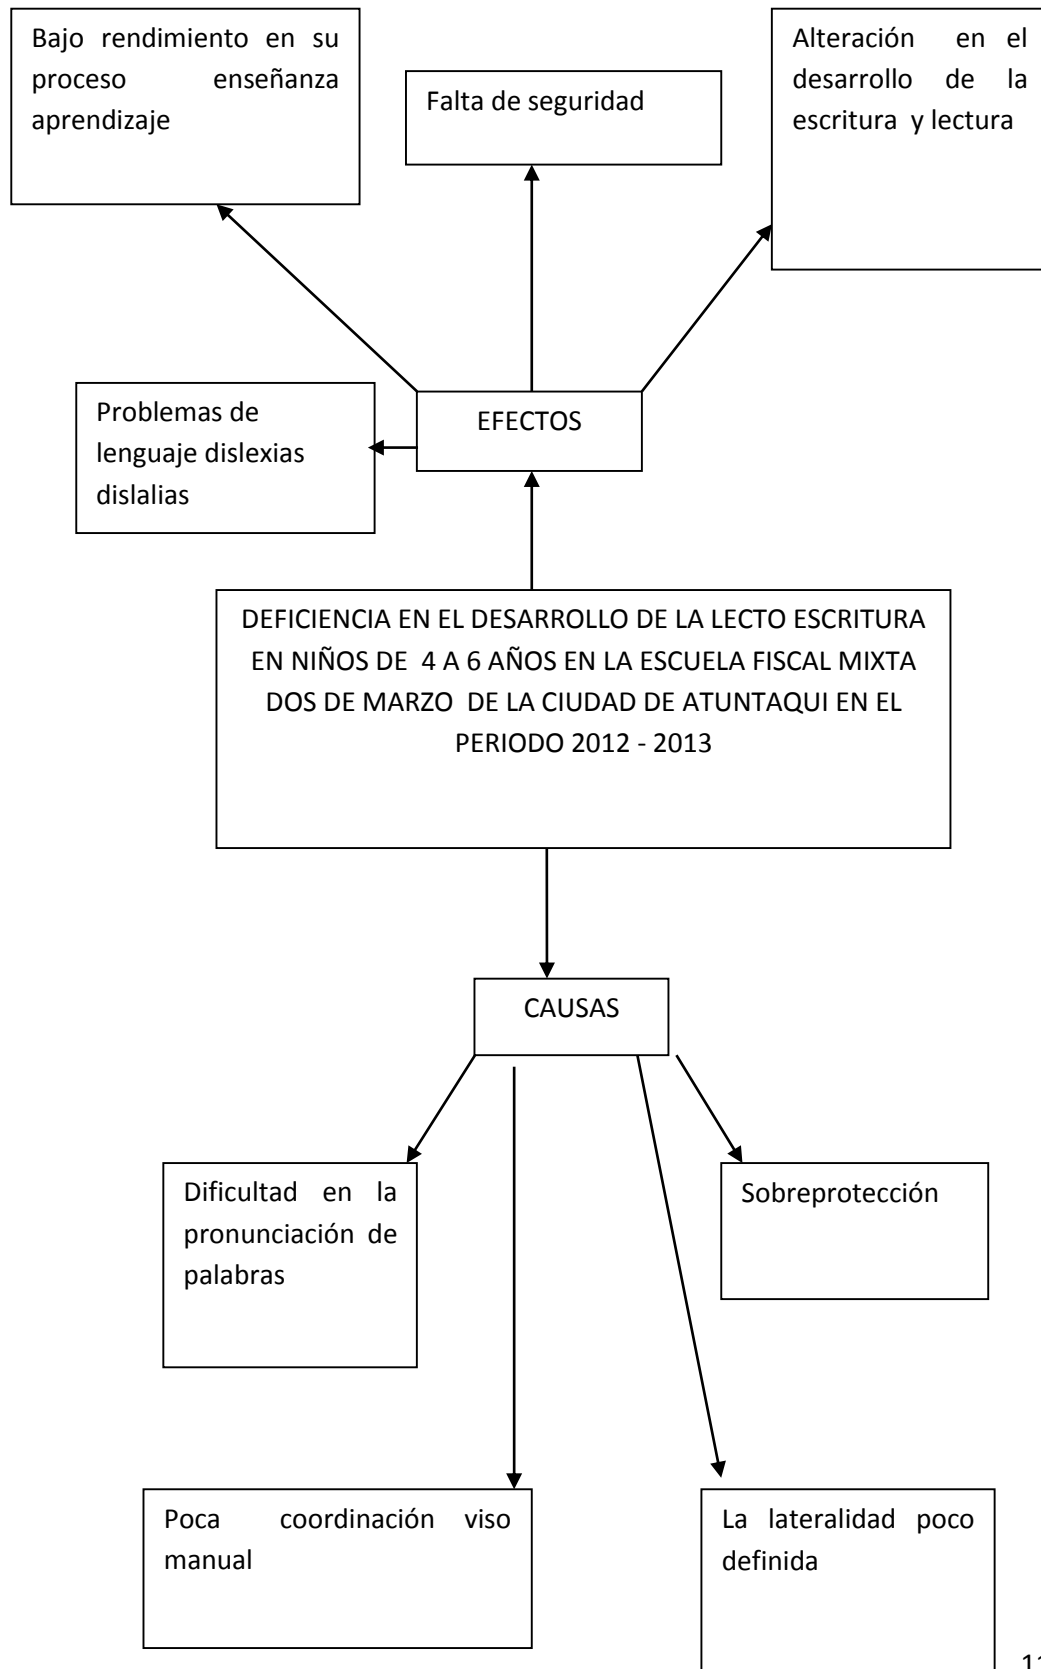 Bajo rendimiento en su
proceso enseñanza
aprendizaje
Falta de seguridad
Alteración en el
desarrollo de la
escritura y lectura
EFECTOS
Problemas de
lenguaje dislexias
dislalias
DEFICIENCIA EN EL DESARROLLO DE LA LECTO ESCRITURA
EN NIÑOS DE 4 A 6 AÑOS EN LA ESCUELA FISCAL MIXTA
DOS DE MARZO DE LA CIUDAD DE ATUNTAQUI EN EL
PERIODO 2012 - 2013
CAUSAS
Dificultad en la
pronunciación de
palabras
Sobreprotección
Poca coordinación viso
manual
La lateralidad poco
definida